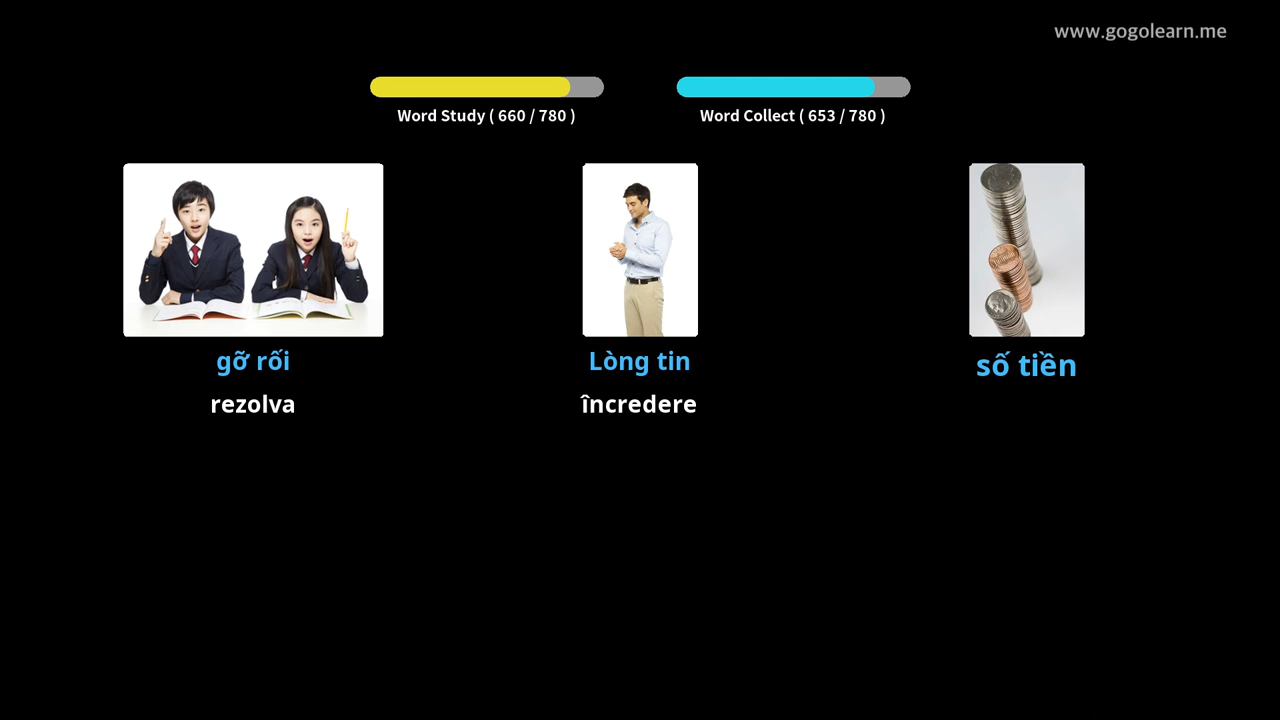 www.gogolearn.me
Word Study ( 660 / 780 )
Word Collect ( 653 / 780 )
gỡ rối
Lòng tin
số tiền
rezolva
încredere